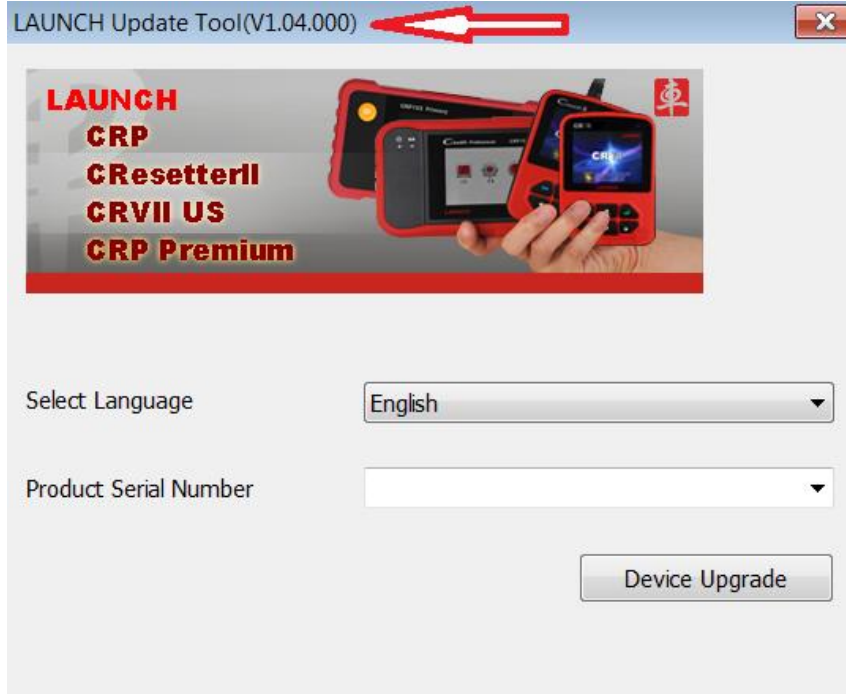 LAUNCH Update Tool(V1.04.000)
LAUNCH
CRP
CResetterII
CRVII US
CRP Premium
車
Select Language
English
Product Serial Number
Device Upgrade